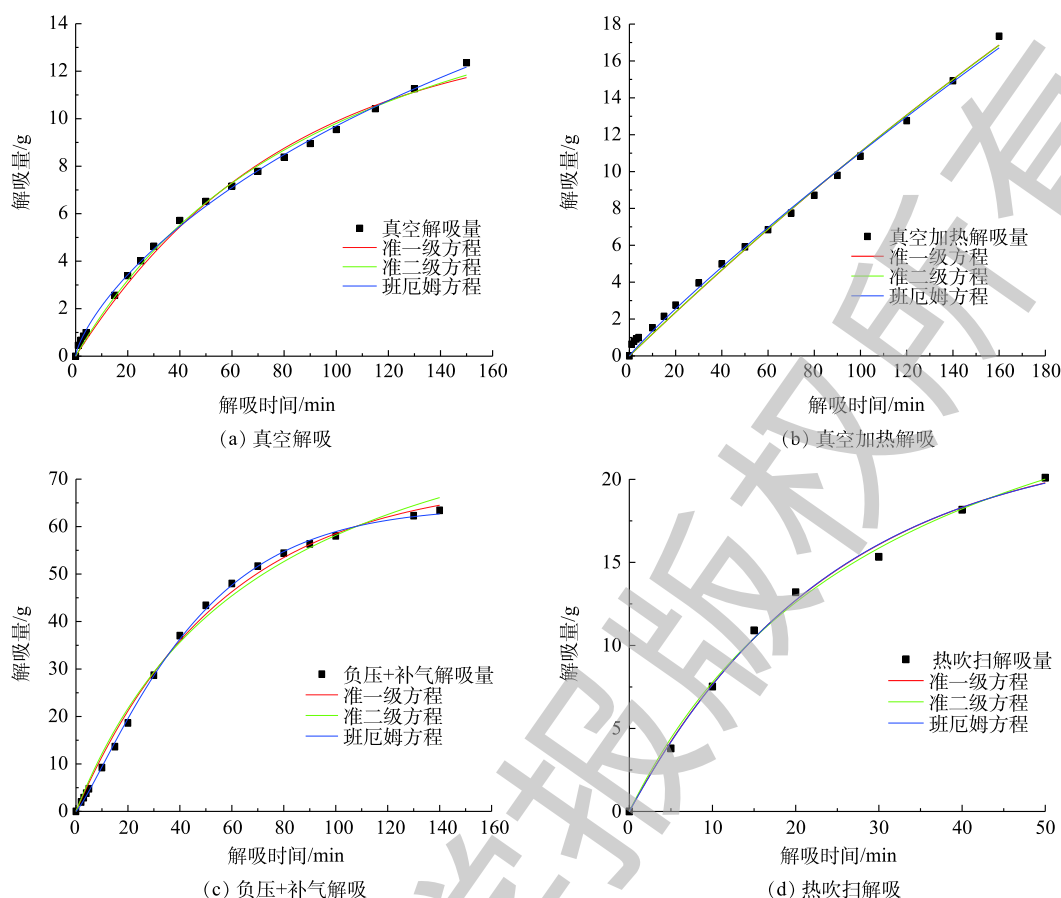 14
12
10
8
6
4
2
0
解吸量/g
真空解吸量
准一级方程
准二级方程
班厄姆方程
0 20 40 60 80 100 120 140 160
解吸时间/min
(a) 真空解吸
18
16
14
12
10
8
6
4
2
0
解吸量/g
真空加热解吸量
准一级方程
准二级方程
班厄姆方程
0 20 40 60 80 100 120 140 160 180
解吸时间/min
(b) 真空加热解吸
70
60
50
40
30
20
10
0
解吸量/g
负压+补气解吸量
准一级方程
准二级方程
班厄姆方程
0 20 40 60 80 100 120 140 160
解吸时间/min
(c) 负压+补气解吸
20
15
10
5
0
解吸量/g
热吹扫解吸量
准一级方程
准二级方程
班厄姆方程
0 10 20 30 40 50
解吸时间/min
(d) 热吹扫解吸
学报版权所有